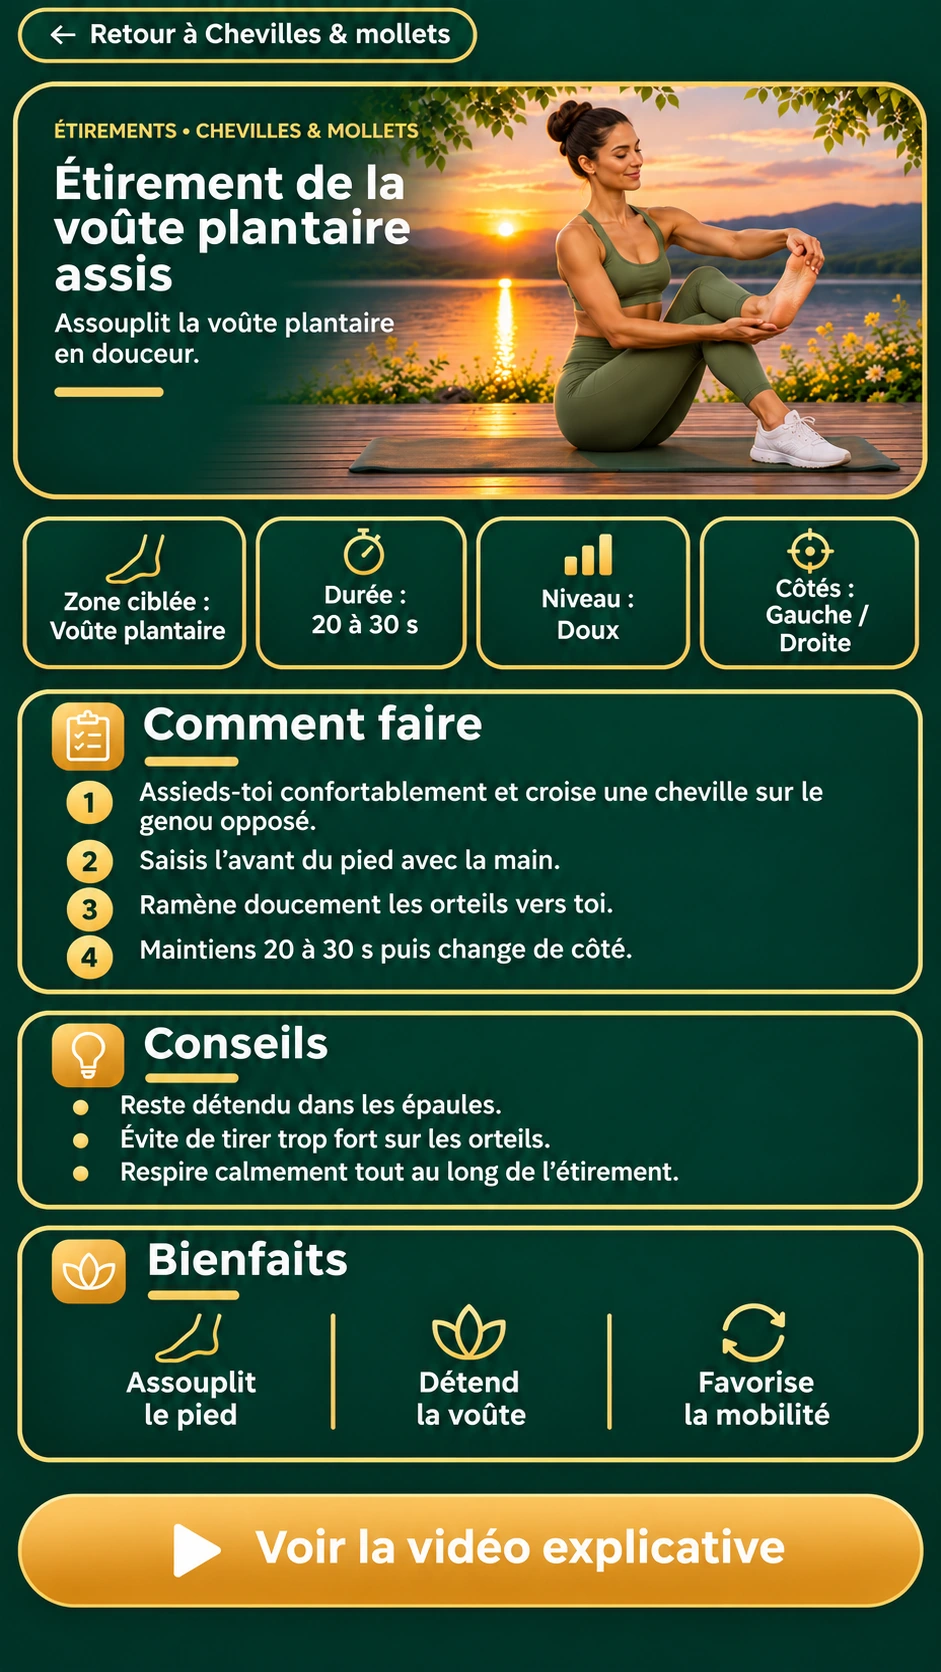 ← Retour à Chevilles & mollets
ÉTIREMENTS • CHEVILLES & MOLLETS
Étirement de la
voûte plantaire
assis
Assouplit la voûte plantaire
en douceur.
Zone ciblée :
Voûte plantaire
Durée :
20 à 30 s
Niveau :
Doux
Côtés :
Gauche /
Droite
Comment faire
1 Assieds-toi confortablement et croise une cheville sur le
genou opposé.
2 Saisis l’avant du pied avec la main.
3 Ramène doucement les orteils vers toi.
4 Maintiens 20 à 30 s puis change de côté.
Conseils
• Reste détendu dans les épaules.
• Évite de tirer trop fort sur les orteils.
• Respire calmement tout au long de l’étirement.
Bienfaits
Assouplit
le pied
Détend
la voûte
Favorise
la mobilité
Voir la vidéo explicative